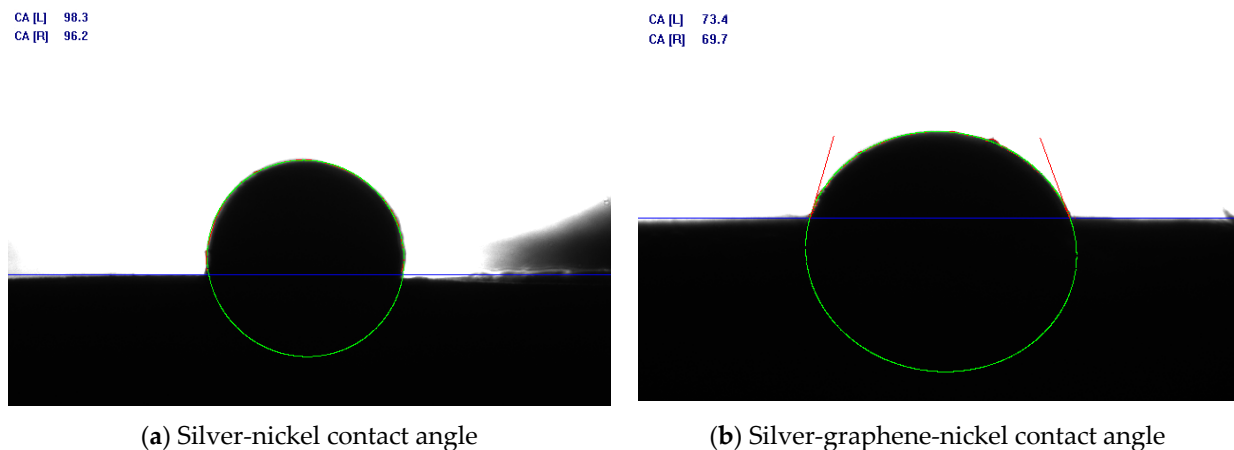 CA [L] 98.3
CA [R] 96.2
CA [L] 73.4
CA [R] 69.7
(a) Silver-nickel contact angle
(b) Silver-graphene-nickel contact angle